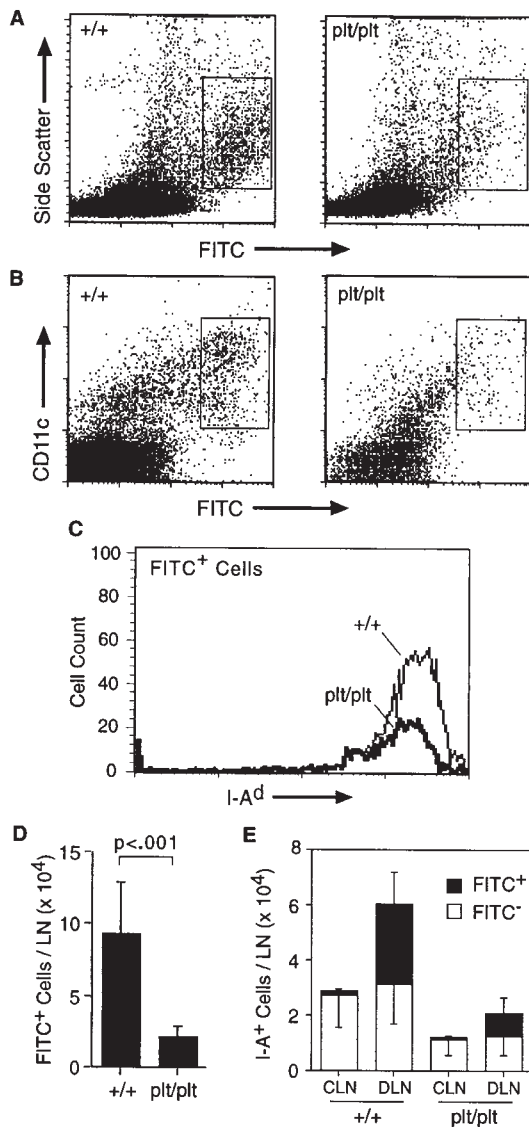 A
+/+
plt/plt
Side Scatter
FITC
B
+/+
plt/plt
CD11c
FITC
C
100
80
60
40
20
0
Cell Count
FITC+ Cells
+/+
plt/plt
I-Ad
D
p<.001
15
10
5
0
FITC+ Cells / LN (x 10⁴)
+/+ plt/plt
E
8
6
4
2
0
I-A+ Cells / LN (x 10⁴)
FITC+
FITC-
CLN DLN CLN DLN
+/+ plt/plt